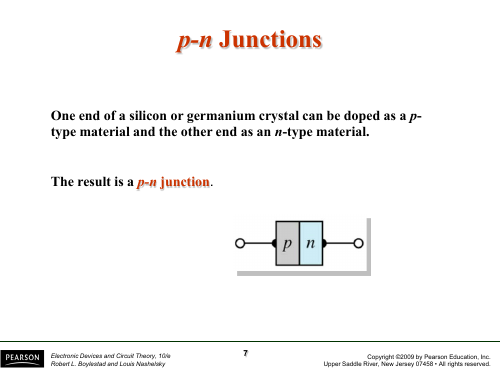 p-n Junctions
One end of a silicon or germanium crystal can be doped as a p-
type material and the other end as an n-type material.
The result is a p-n junction.
p n
PEARSON
Electronic Devices and Circuit Theory, 10/e
Robert L. Boylestad and Louis Nashelsky
7
Copyright ©2009 by Pearson Education, Inc.
Upper Saddle River, New Jersey 07458 • All rights reserved.